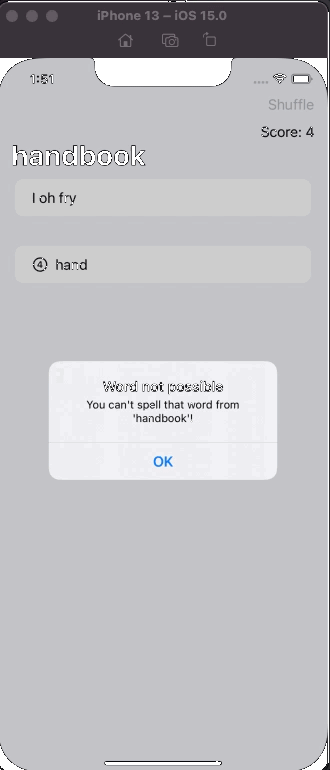 iPhone 13 – iOS 15.0
1:51
Shuffle
Score: 4
handbook
I oh fry
4 hand
Word not possible
You can't spell that word from
'handbook'!
OK